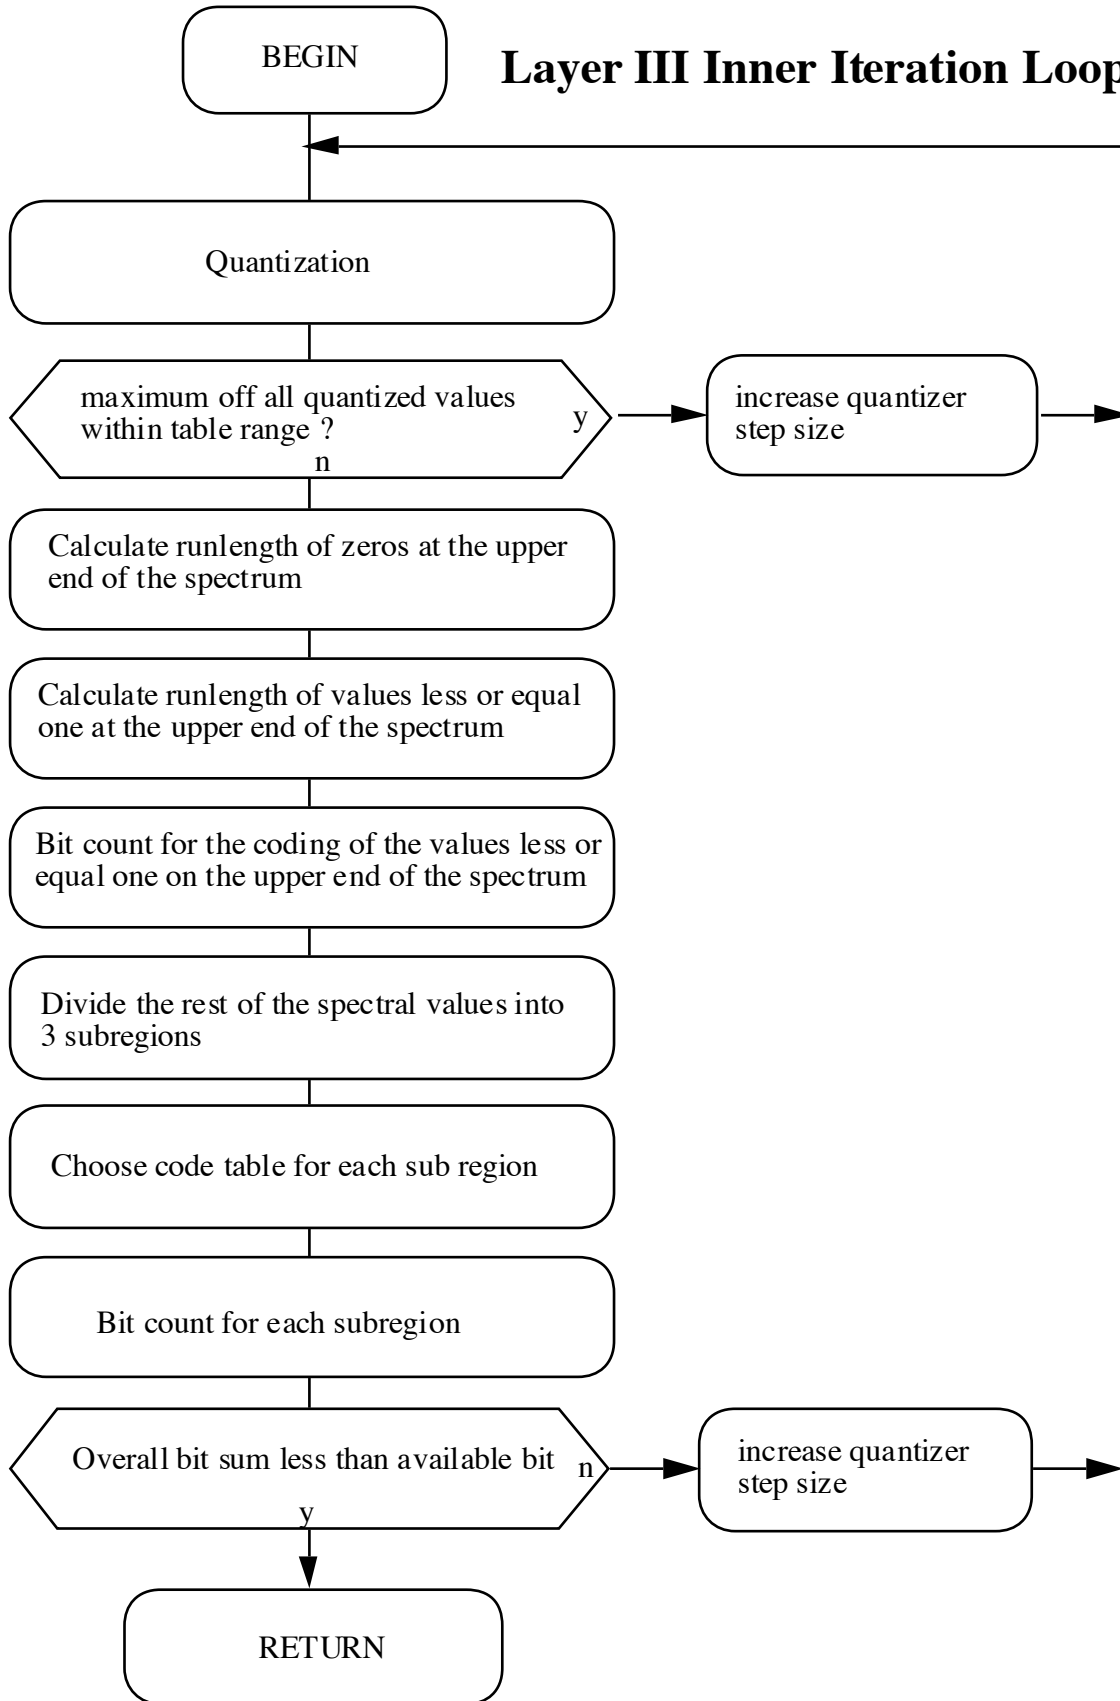 BEGIN
Layer III Inner Iteration Loop
Quantization
maximum off all quantized values
within table range ?
y
n
increase quantizer
step size
Calculate runlength of zeros at the upper
end of the spectrum
Calculate runlength of values less or equal
one at the upper end of the spectrum
Bit count for the coding of the values less or
equal one on the upper end of the spectrum
Divide the rest of the spectral values into
3 subregions
Choose code table for each sub region
Bit count for each subregion
Overall bit sum less than available bit
n
y
increase quantizer
step size
RETURN